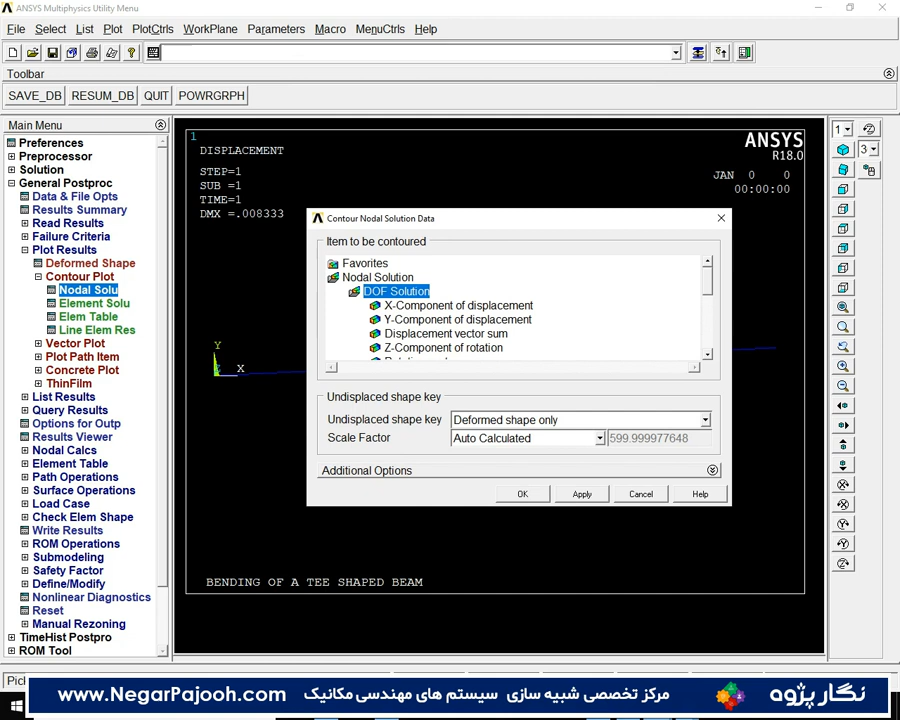 ANSYS Multiphysics Utility Menu
File Select List Plot PlotCtrls WorkPlane Parameters Macro MenuCtrls Help
Toolbar
SAVE_DB RESUM_DB QUIT POWRGRPH
Main Menu
Preferences
Preprocessor
Solution
General Postproc
Data & File Opts
Results Summary
Read Results
Failure Criteria
Plot Results
Deformed Shape
Contour Plot
Nodal Solu
Element Solu
Elem Table
Line Elem Res
Vector Plot
Plot Path Item
Concrete Plot
ThinFilm
List Results
Query Results
Options for Outp
Results Viewer
Nodal Calcs
Element Table
Path Operations
Surface Operations
Load Case
Check Elem Shape
Write Results
ROM Operations
Submodeling
Safety Factor
Define/Modify
Nonlinear Diagnostics
Reset
Manual Rezoning
TimeHist Postpro
ROM Tool
1
DISPLACEMENT
STEP=1
SUB =1
TIME=1
DMX =.008333
ANSYS
R18.0
JAN 0 0
00:00:00
Y
X
BENDING OF A TEE SHAPED BEAM
Contour Nodal Solution Data
Item to be contoured
Favorites
Nodal Solution
DOF Solution
X-Component of displacement
Y-Component of displacement
Displacement vector sum
Z-Component of rotation
Undisplaced shape key
Undisplaced shape key Deformed shape only
Scale Factor Auto Calculated 599.999977648
Additional Options
OK Apply Cancel Help
1
3
Pick
www.NegarPajooh.com مرکز تخصصی شبیه سازی سیستم های مهندسی مکانیک نگار پژوه